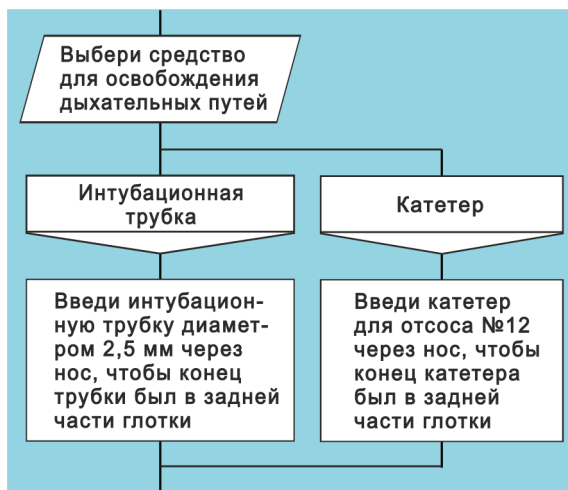 Выбери средство
для освобождения
дыхательных путей
Интубационная
трубка
Катетер
Введи интубацион-
ную трубку диамет-
ром 2,5 мм через
нос, чтобы конец
трубки был в задней
части глотки
Введи катетер
для отсоса №12
через нос, чтобы
конец катетера
был в задней
части глотки